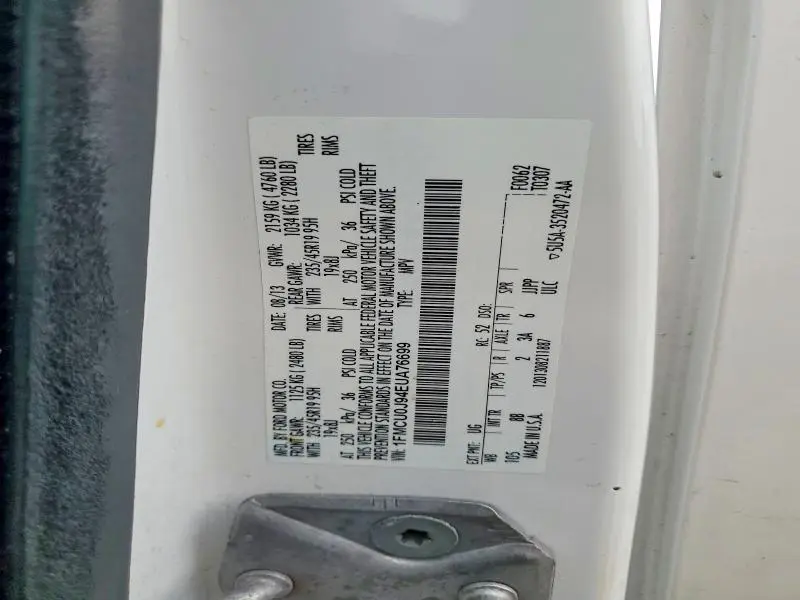 MFD. BY FORD MOTOR CO.
DATE: 08/13 GVWR: 2159 KG ( 4760 LB)
FRONT GAWR: 1125 KG ( 2480 LB) REAR GAWR: 1034 KG ( 2280 LB)
WITH 235/45R19 95H TIRES WITH 235/45R19 95H TIRES
19x8J RIMS 19x8J RIMS
AT 250 kPa/ 36 PSI COLD AT 250 kPa/ 36 PSI COLD
THIS VEHICLE CONFORMS TO ALL APPLICABLE FEDERAL MOTOR VEHICLE SAFETY AND THEFT
PREVENTION STANDARDS IN EFFECT ON THE DATE OF MANUFACTURE SHOWN ABOVE.
VIN: 1FMCU0J94EUA76699 TYPE: MPV
F0062
T0307
EXT PNT: UG RC: 52 DSO:
WB INT TR TP/PS R AXLE TR SPR
105 8B 2 3A 6 JJPP
1201308211887 ULC
MADE IN U.S.A. ▽5U5A-3520472-AA